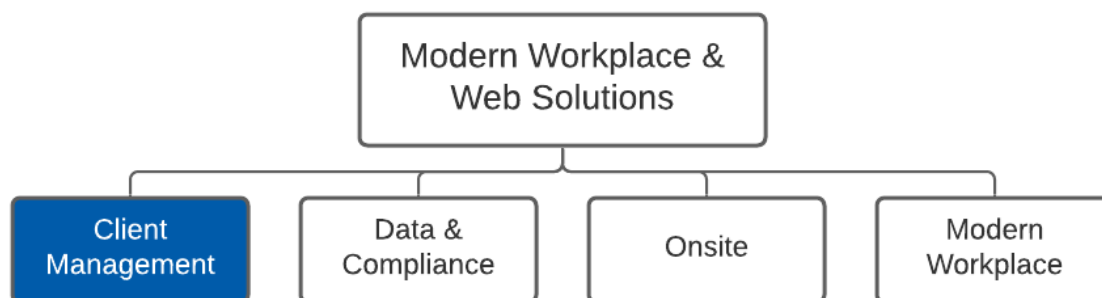 Modern Workplace &
Web Solutions
Client
Management
Data &
Compliance
Onsite
Modern
Workplace